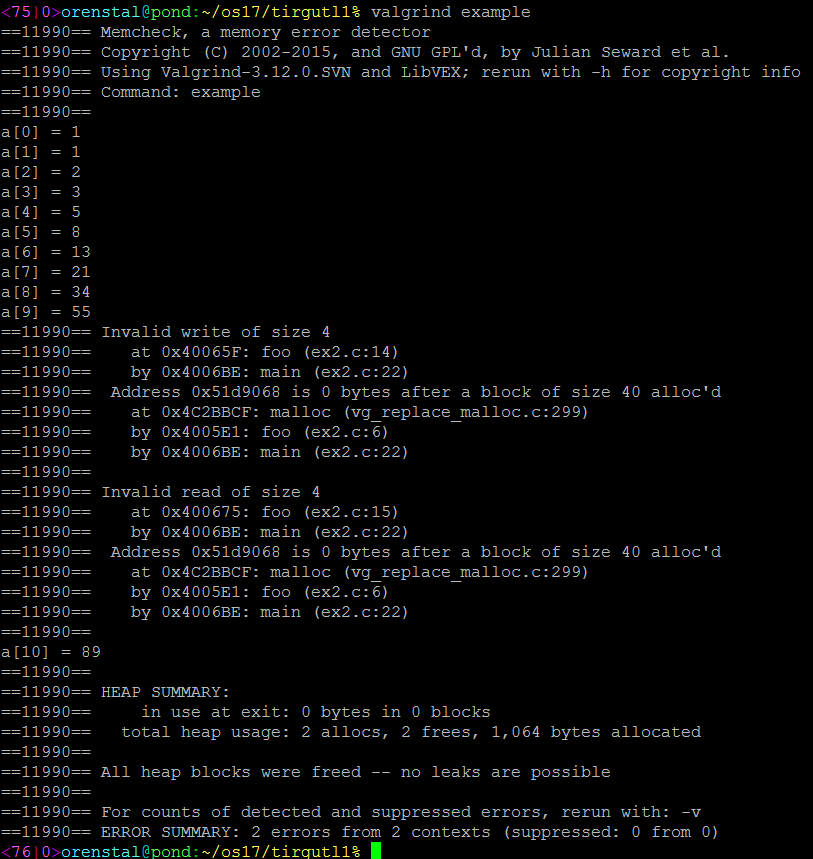 <75|0>orenstal@pond:~/os17/tirgutl1% valgrind example
==11990== Memcheck, a memory error detector
==11990== Copyright (C) 2002-2015, and GNU GPL'd, by Julian Seward et al.
==11990== Using Valgrind-3.12.0.SVN and LibVEX; rerun with -h for copyright info
==11990== Command: example
==11990==
a[0] = 1
a[1] = 1
a[2] = 2
a[3] = 3
a[4] = 5
a[5] = 8
a[6] = 13
a[7] = 21
a[8] = 34
a[9] = 55
==11990== Invalid write of size 4
==11990==    at 0x40065F: foo (ex2.c:14)
==11990==    by 0x4006BE: main (ex2.c:22)
==11990==  Address 0x51d9068 is 0 bytes after a block of size 40 alloc'd
==11990==    at 0x4C2BBCF: malloc (vg_replace_malloc.c:299)
==11990==    by 0x4005E1: foo (ex2.c:6)
==11990==    by 0x4006BE: main (ex2.c:22)
==11990==
==11990== Invalid read of size 4
==11990==    at 0x400675: foo (ex2.c:15)
==11990==    by 0x4006BE: main (ex2.c:22)
==11990==  Address 0x51d9068 is 0 bytes after a block of size 40 alloc'd
==11990==    at 0x4C2BBCF: malloc (vg_replace_malloc.c:299)
==11990==    by 0x4005E1: foo (ex2.c:6)
==11990==    by 0x4006BE: main (ex2.c:22)
==11990==
a[10] = 89
==11990==
==11990== HEAP SUMMARY:
==11990==     in use at exit: 0 bytes in 0 blocks
==11990==   total heap usage: 2 allocs, 2 frees, 1,064 bytes allocated
==11990==
==11990== All heap blocks were freed -- no leaks are possible
==11990==
==11990== For counts of detected and suppressed errors, rerun with: -v
==11990== ERROR SUMMARY: 2 errors from 2 contexts (suppressed: 0 from 0)
<76|0>orenstal@pond:~/os17/tirgutl1%